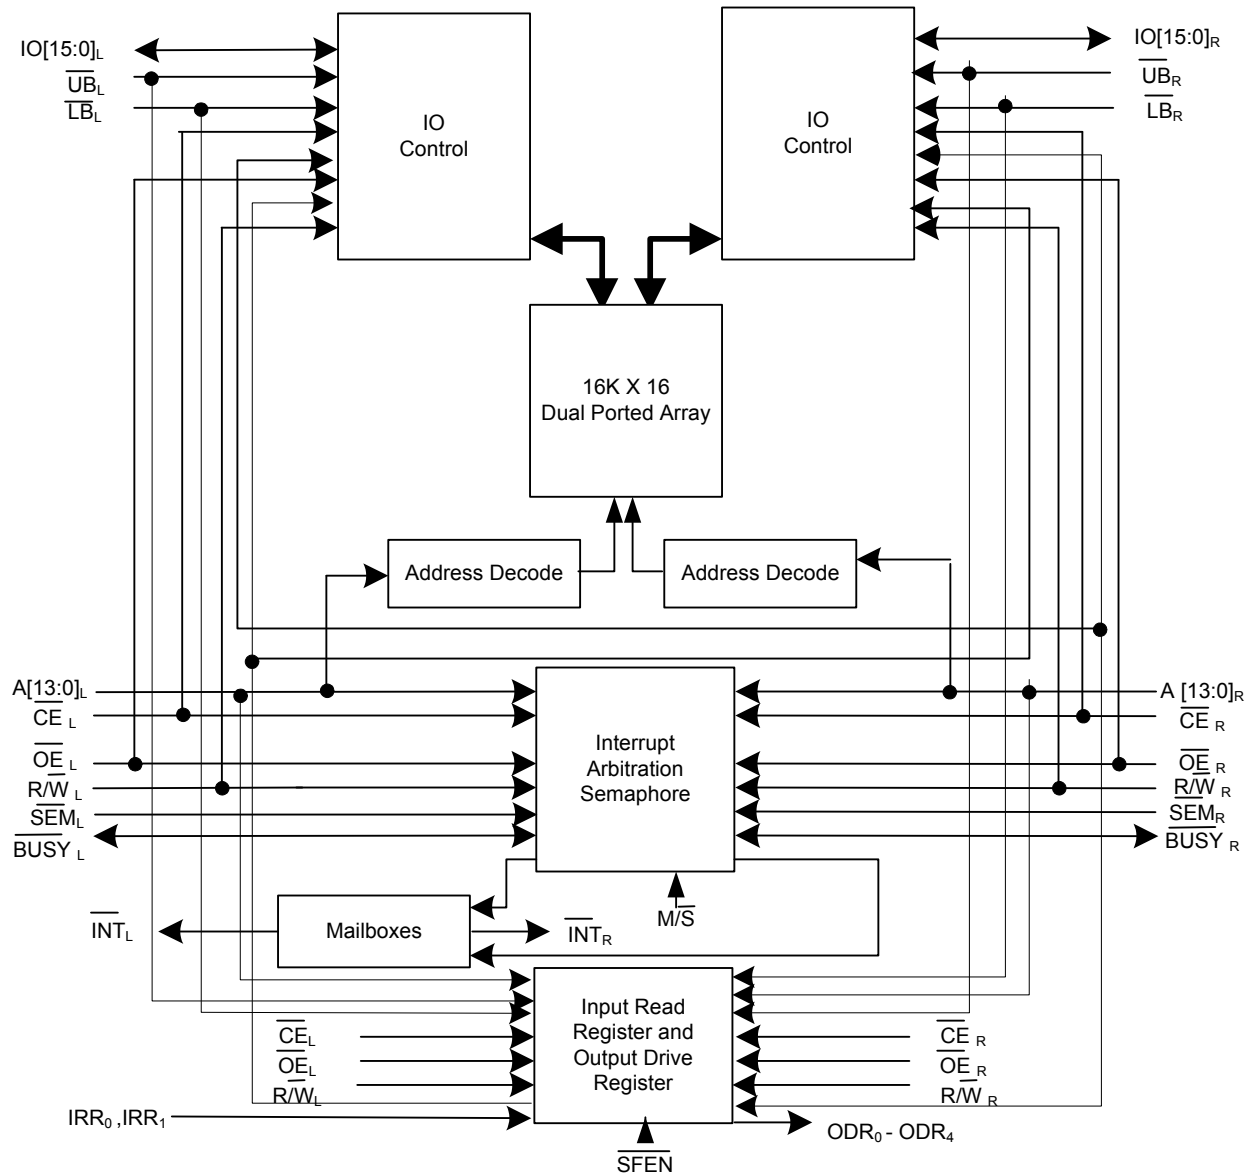 IO[15:0]L
IO[15:0]R
UBL
UBR
LBL
LBR
IO
Control
IO
Control
16K X 16
Dual Ported Array
Address Decode
Address Decode
A[13:0]L
A [13:0]R
CE L
CE R
OE L
OE R
R/W L
R/W R
SEML
SEMR
BUSY L
BUSY R
Interrupt
Arbitration
Semaphore
M/S
INTL
Mailboxes
INTR
Input Read
Register and
Output Drive
Register
CEL
CE R
OEL
OE R
R/WL
R/W R
IRR0 ,IRR1
ODR0 - ODR4
SFEN